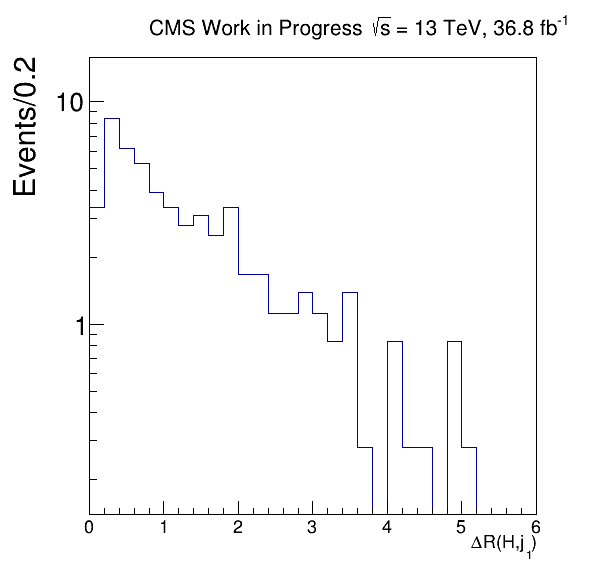 CMS Work in Progress √s = 13 TeV, 36.8 fb⁻¹
Events/0.2
10
1
0 1 2 3 4 5 6
ΔR(H,j₁)